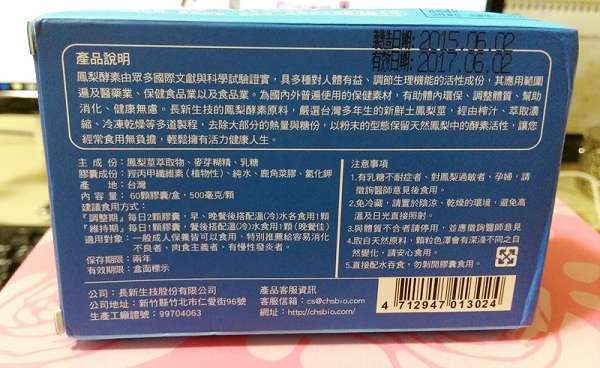 製造日期:2015.06.02
有效日期:2017.06.02
產品說明
鳳梨酵素由眾多國際文獻與科學試驗證實，具多種對人體有益、調節生理機能的活性成份，其應用範圍
遍及醫藥業、保健食品業以及食品業。為國內外普遍使用的保健素材，有助體內環保、調整體質、幫助
消化、健康無慮。長新生技的鳳梨酵素原料，嚴選台灣多年生的新鮮土鳳梨莖，經由榨汁、萃取濃
縮、冷凍乾燥等多道製程，去除大部分的熱量與糖份，以粉末的型態保留天然鳳梨中的酵素活性，讓您
經常食用無負擔，輕鬆擁有活力健康人生。
主 成 份：鳳梨莖萃取物、麥芽糊精、乳糖
膠囊成份：羥丙甲纖維素（植物性）、純水、鹿角菜膠、氯化鉀
產 地：台灣
內 容 量：60顆膠囊/盒，500毫克/顆
建議食用方式：
『調整期』每日2顆膠囊，早、晚餐後搭配溫(冷)水各食用1顆
『維持期』每日1顆膠囊，餐後搭配溫(冷)水食用1顆(晚餐佳)
適用對象：一般成人保養皆可以食用，特別推薦給容易消化
不良者、肉食主義者，有慢性發炎者。
保存期限：兩年
有效期限：盒面標示
注意事項
1.有乳糖不耐症者、對鳳梨過敏者、孕婦，請
徵詢醫師意見後食用。
2.免冷藏，請置於陰涼、乾燥的環境，避免高
溫及日光直接照射。
3.與體質不合者請停用，並應徵詢醫師意見
4.取自天然原料，顆粒色澤會有深淺不同之自
然變化，請安心食用。
5.直接配水吞食，勿剝開膠囊食用。
公司：長新生技股份有限公司
公司地址：新竹縣竹北市仁愛街96號
生產工廠證號：99704063
產品客服資訊
客服信箱：cs@chsbio.com
網址：http://chsbio.com
4 712947 013024